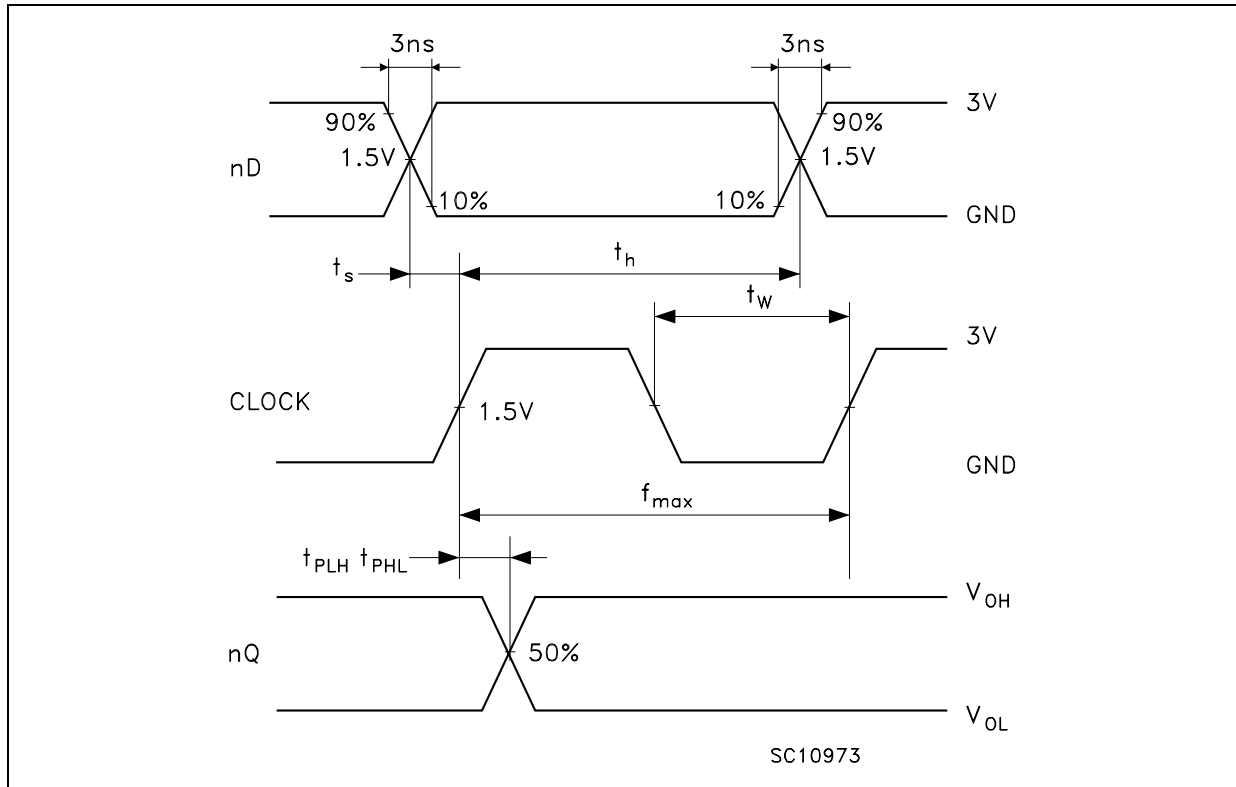 3ns 3ns
3V
90% 90%
nD 1.5V 1.5V
10% 10%
GND
ts th
tW
3V
CLOCK 1.5V
GND
fmax
tPLH tPHL
VOH
nQ 50%
VOL
SC10973